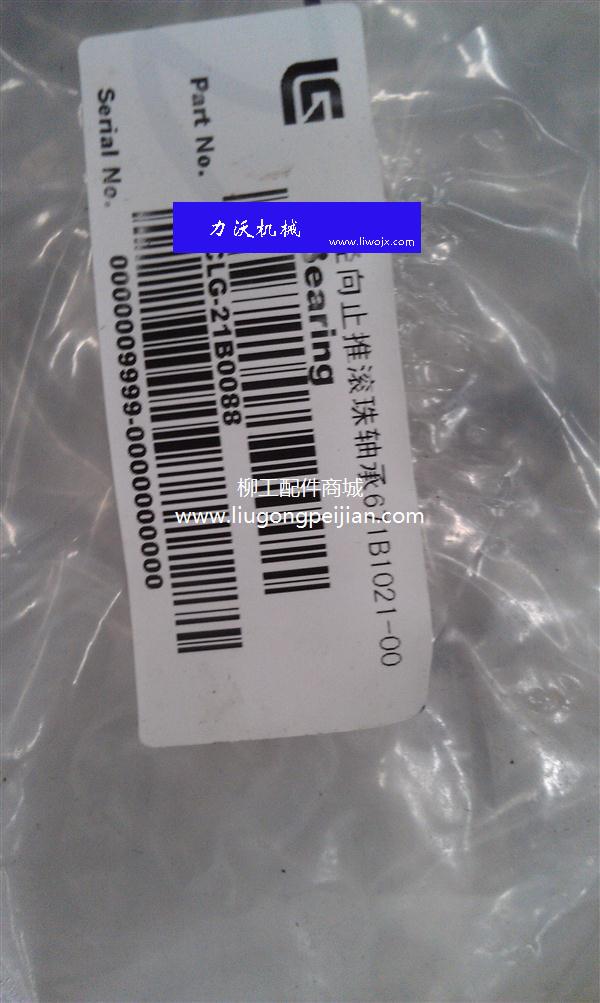 LG
径向止推滚珠轴承6J1B1021-00
Bearing
Part No.
CLG-21B0088
Serial No.
0000009999-0000000000
力沃机械
www.liwojx.com
柳工配件商城
www.liugongpeijian.com